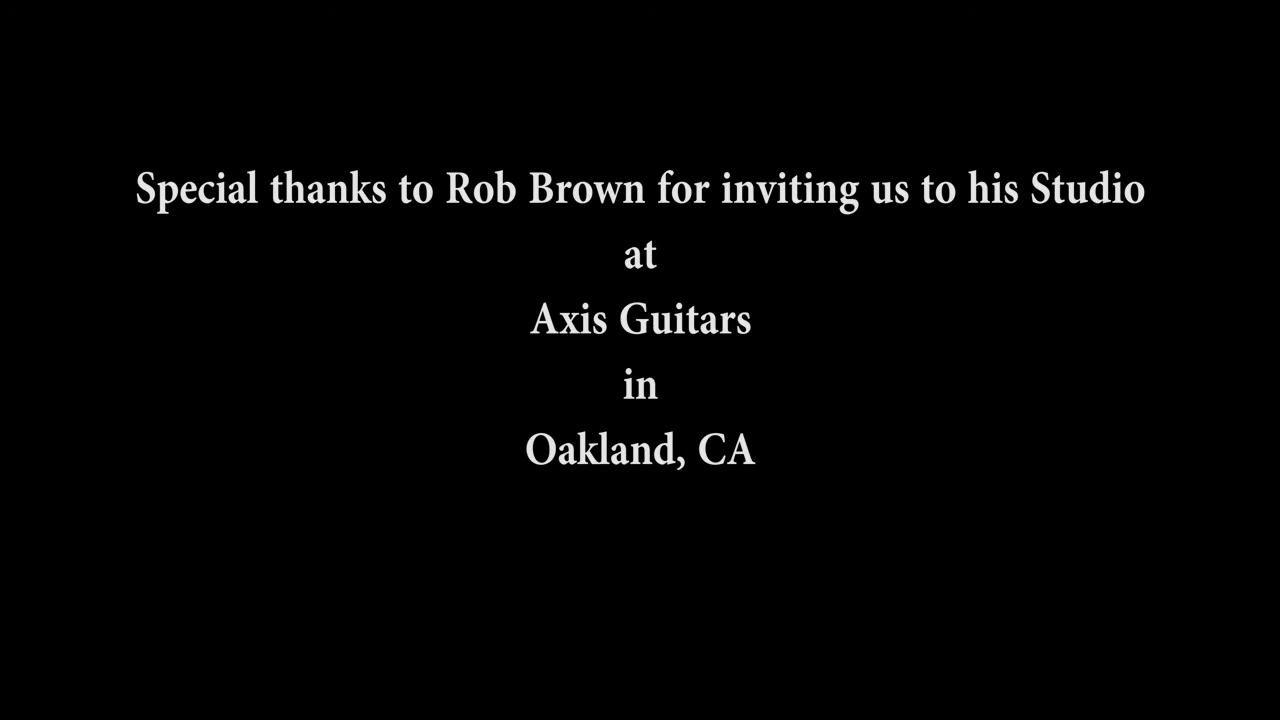 Special thanks to Rob Brown for inviting us to his Studio
at
Axis Guitars
in
Oakland, CA